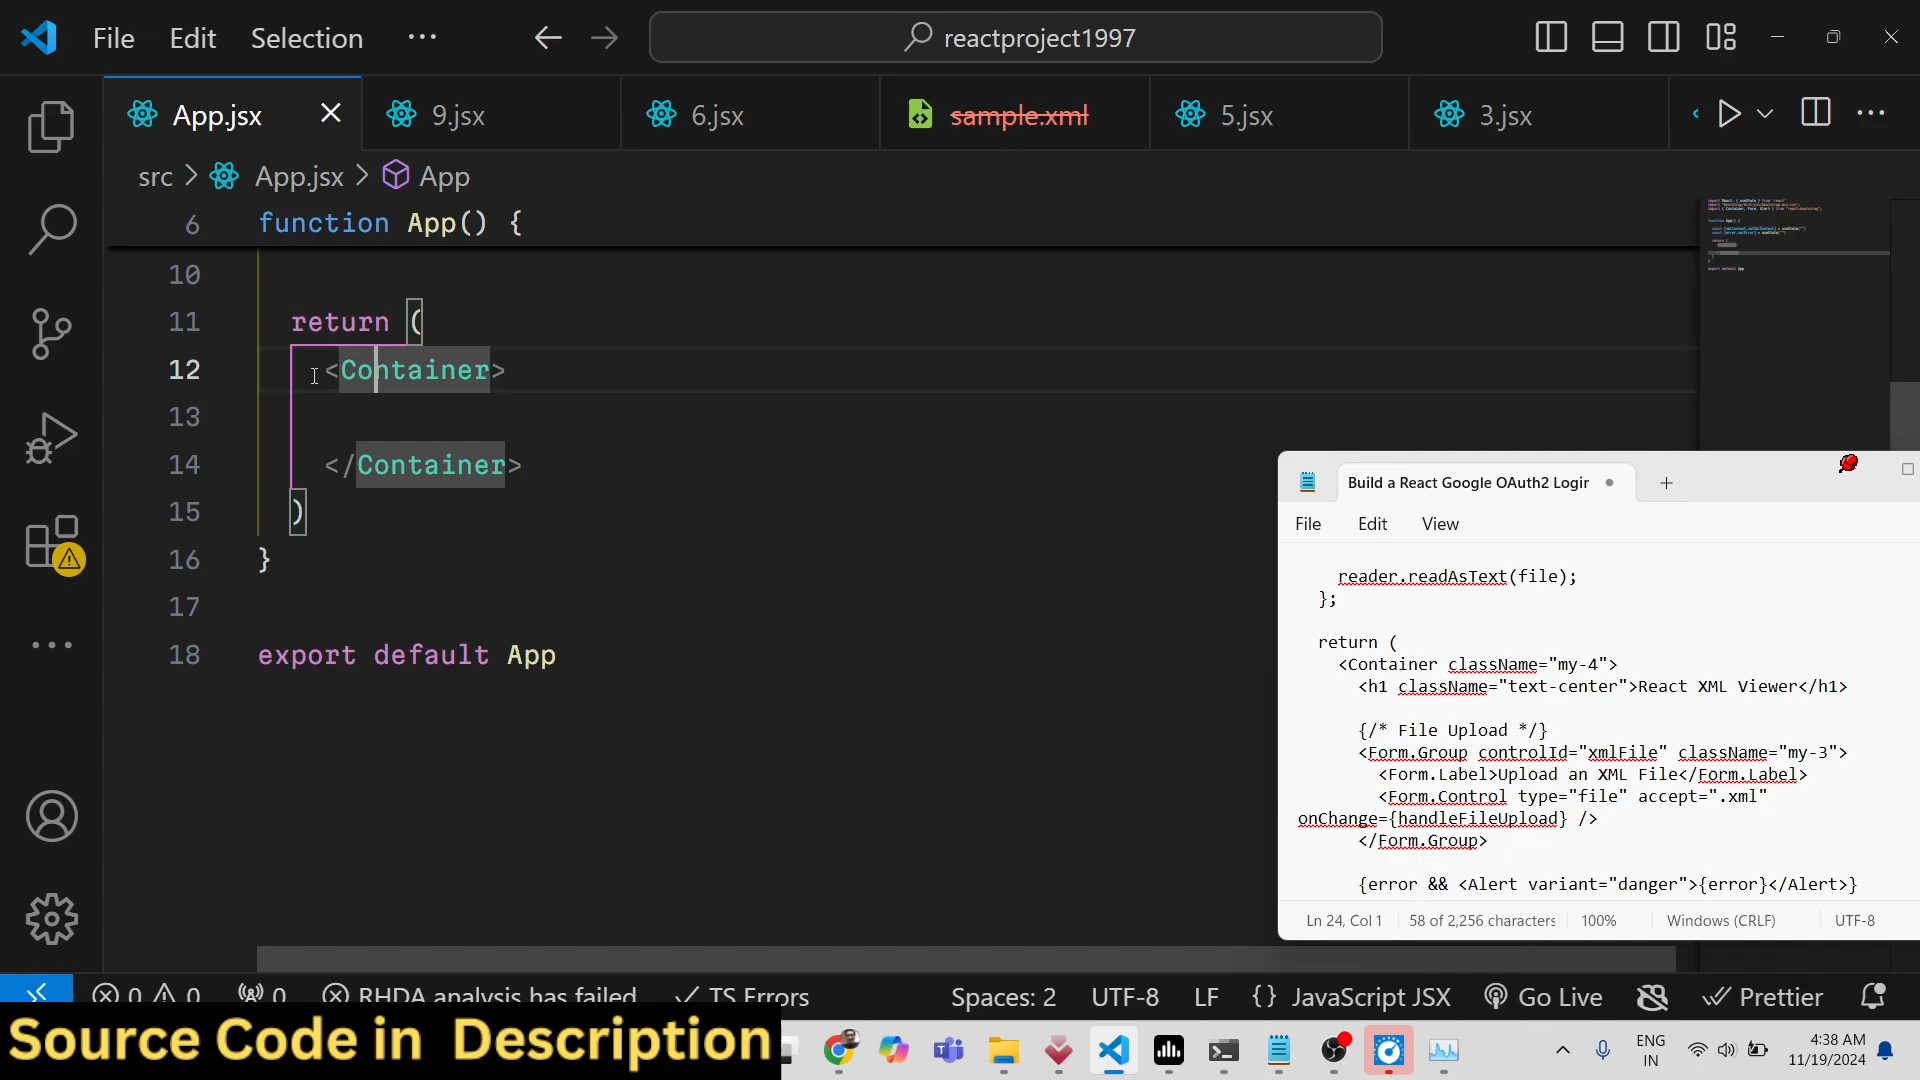 File Edit Selection ··· reactproject1997
App.jsx 9.jsx 6.jsx sample.xml 5.jsx 3.jsx ···
src > App.jsx > App
6 function App() {
10
11 return (
12 <Container>
13
14 </Container>
15 )
16 }
17
18 export default App
Build a React Google OAuth2 Login
File Edit View
reader.readAsText(file);
};
return (
<Container className="my-4">
<h1 className="text-center">React XML Viewer</h1>
{/* File Upload */}
<Form.Group controlId="xmlFile" className="my-3">
<Form.Label>Upload an XML File</Form.Label>
<Form.Control type="file" accept=".xml"
onChange={handleFileUpload} />
</Form.Group>
{error && <Alert variant="danger">{error}</Alert>}
Ln 24, Col 1 58 of 2,256 characters 100% Windows (CRLF) UTF-8
0 0 0 RHDA analysis has failed TS Errors Spaces: 2 UTF-8 LF {} JavaScript JSX Go Live Prettier
Source Code in Description
ENG
IN
4:38 AM
11/19/2024